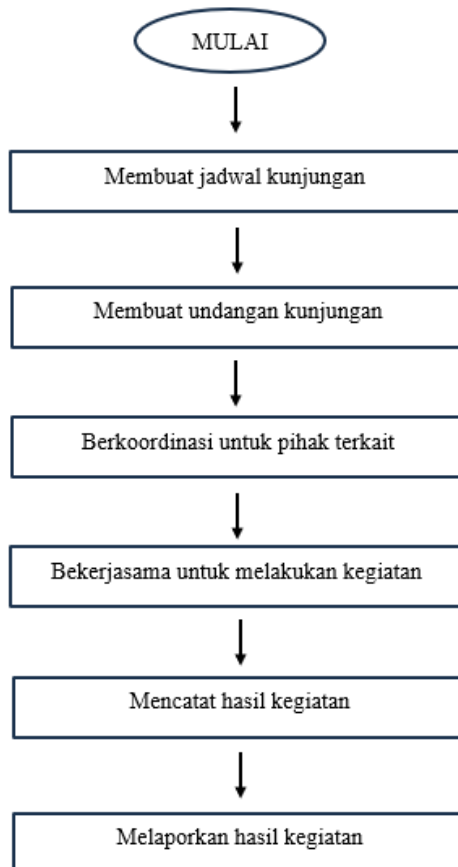 MULAI
Membuat jadwal kunjungan
Membuat undangan kunjungan
Berkoordinasi untuk pihak terkait
Bekerjasama untuk melakukan kegiatan
Mencatat hasil kegiatan
Melaporkan hasil kegiatan